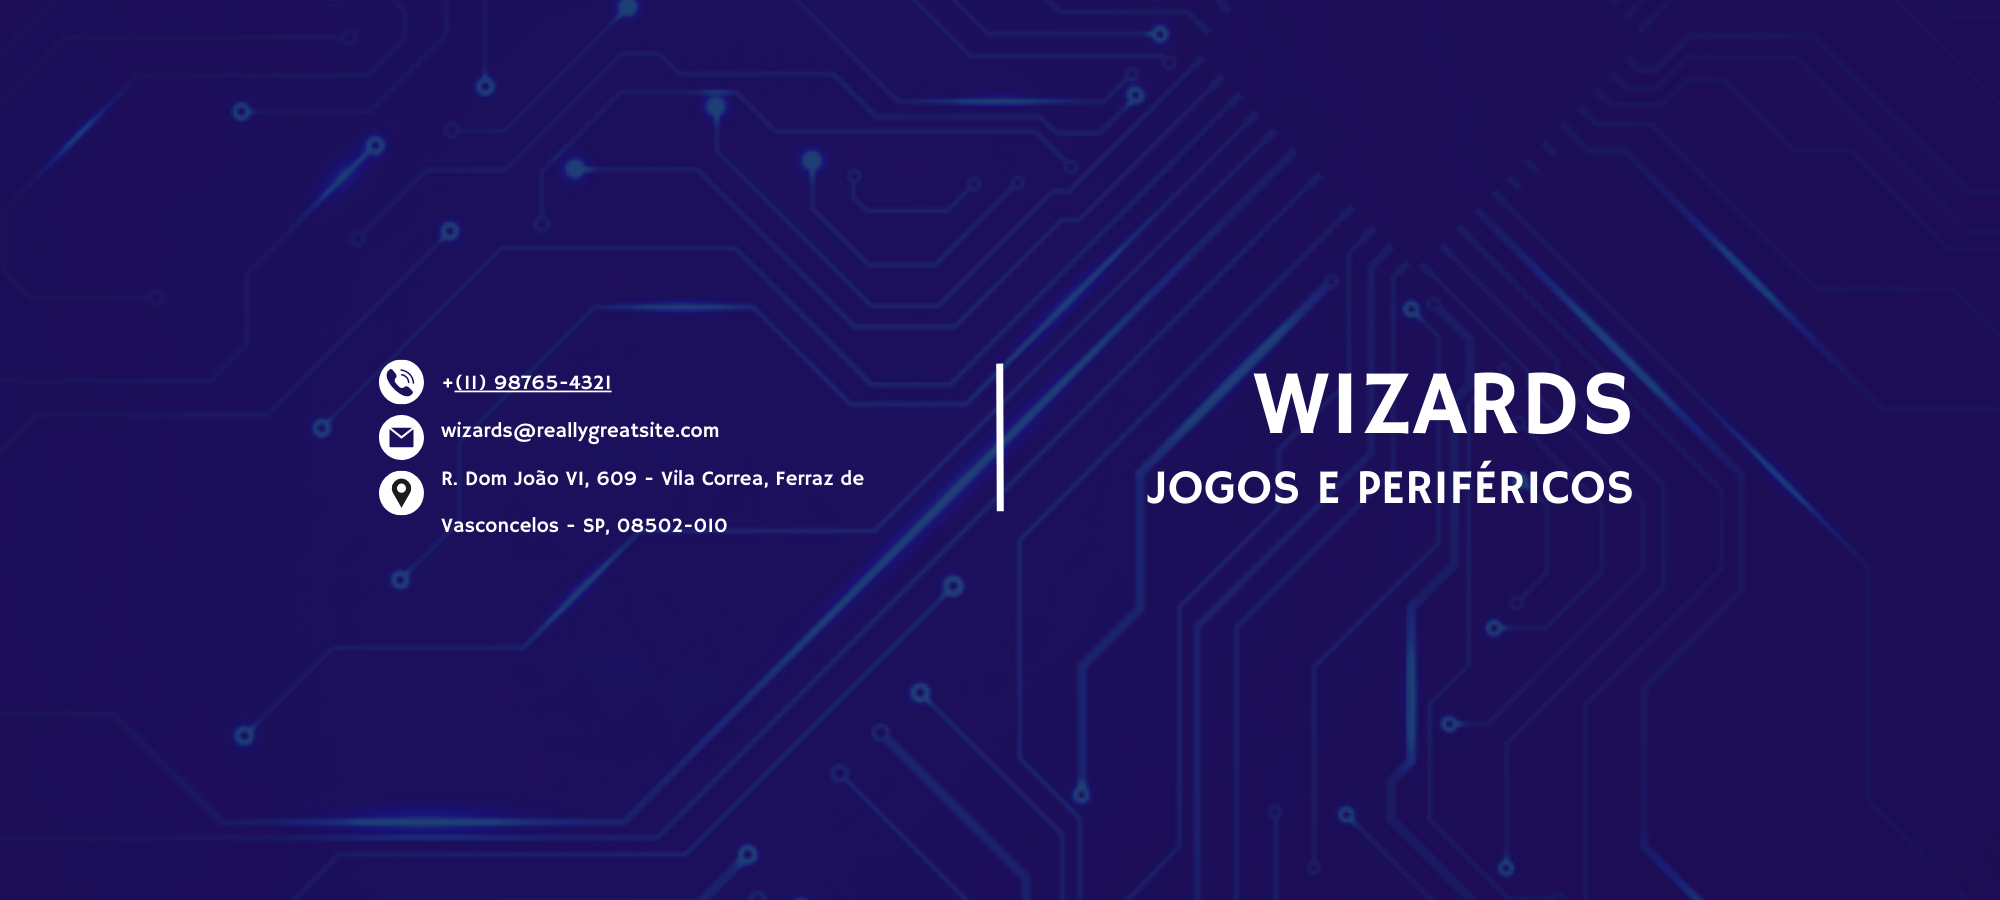 +(11) 98765-4321
wizards@reallygreatsite.com
R. Dom João VI, 609 - Vila Correa, Ferraz de
Vasconcelos - SP, 08502-010
WIZARDS
JOGOS E PERIFÉRICOS